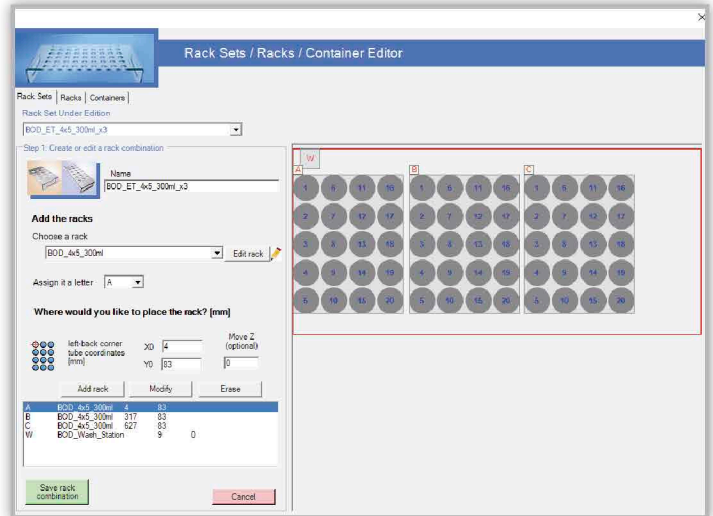 Rack Sets / Racks / Container Editor
Rack Sets Racks Containers
Rack Set Under Edition
BOD_ET_4x5_300ml_x3
Step 1: Create or edit a rack combination
Name
BOD_ET_4x5_300ml_x3
Add the racks
Choose a rack
BOD_4x5_300ml Edit rack
Assign it a letter A
Where would you like to place the rack? [mm]
left-back corner
tube coordinates
[mm]
X0 4
Y0 83
Move Z
(optional)
0
Add rack Modify Erase
A BOD_4x5_300ml 4 83
B BOD_4x5_300ml 317 83
C BOD_4x5_300ml 627 83
W BOD_Wash_Station 9 0
Save rack
combination
Cancel
W
A B C
1 6 11 16 1 6 11 16 1 6 11 16
2 7 12 17 2 7 12 17 2 7 12 17
3 8 13 18 3 8 13 18 3 8 13 18
4 9 14 19 4 9 14 19 4 9 14 19
5 10 15 20 5 10 15 20 5 10 15 20